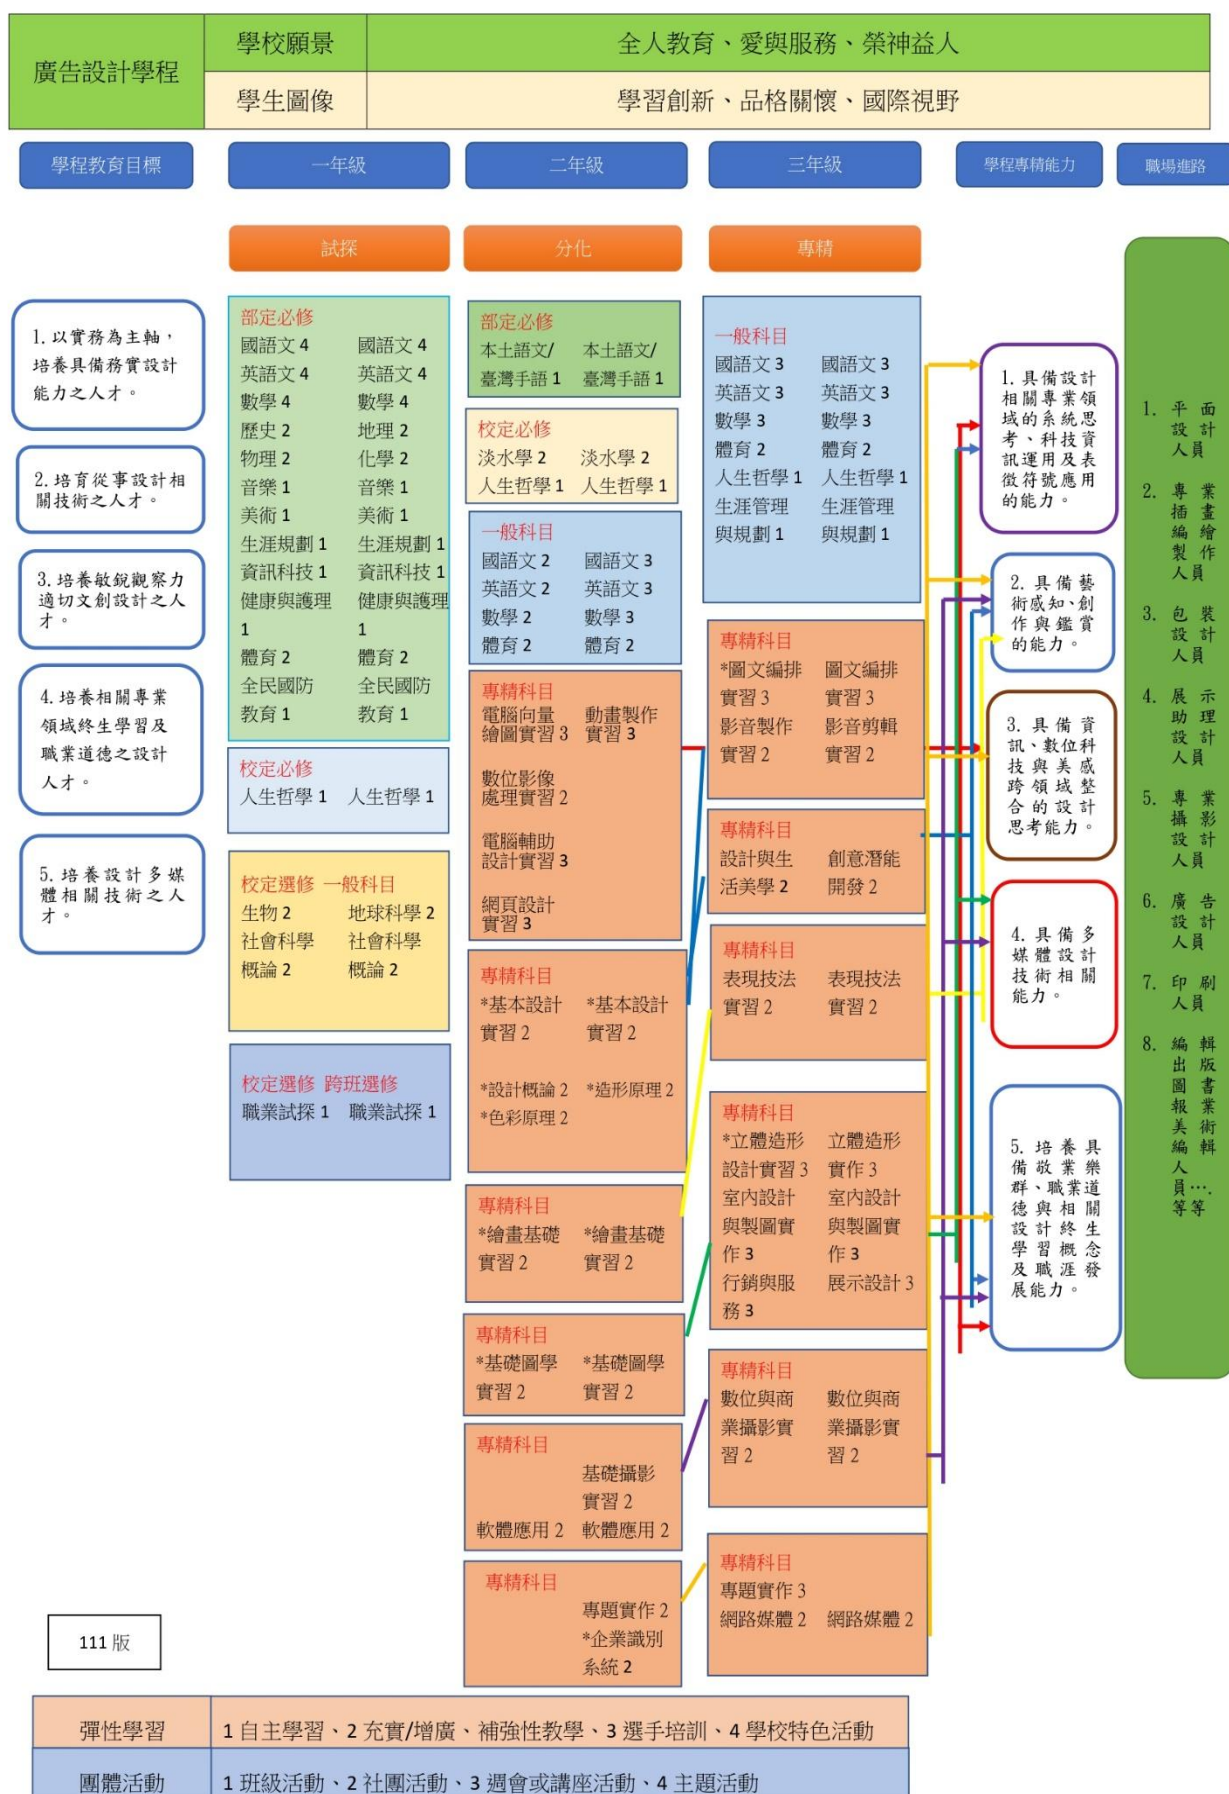 廣告設計學程
學校願景
全人教育、愛與服務、榮神益人
學生圖像
學習創新、品格關懷、國際視野
學程教育目標
一年級
二年級
三年級
學程專精能力
職場進路
試探
分化
專精
1. 以實務為主軸，
培養具備務實設計
能力之人才。
2. 培育從事設計相
關技術之人才。
3. 培養敏銳觀察力
適切文創設計之人
才。
4. 培養相關專業
領域終生學習及
職業道德之設計
人才。
5. 培養設計多媒
體相關技術之人
才。
部定必修
國語文 4 國語文 4
英語文 4 英語文 4
數學 4 數學 4
歷史 2 地理 2
物理 2 化學 2
音樂 1 音樂 1
美術 1 美術 1
生涯規劃 1 生涯規劃 1
資訊科技 1 資訊科技 1
健康與護理 健康與護理
1 1
體育 2 體育 2
全民國防 全民國防
教育 1 教育 1
校定必修
人生哲學 1 人生哲學 1
校定選修 一般科目
生物 2 地球科學 2
社會科學 社會科學
概論 2 概論 2
校定選修 跨班選修
職業試探 1 職業試探 1
部定必修
本土語文/ 本土語文/
臺灣手語 1 臺灣手語 1
校定必修
淡水學 2 淡水學 2
人生哲學 1 人生哲學 1
一般科目
國語文 2 國語文 3
英語文 2 英語文 3
數學 2 數學 3
體育 2 體育 2
專精科目
電腦向量 動畫製作
繪圖實習 3 實習 3
數位影像
處理實習 2
電腦輔助
設計實習 3
網頁設計
實習 3
專精科目
*基本設計 *基本設計
實習 2 實習 2
*設計概論 2 *造形原理 2
*色彩原理 2
專精科目
*繪畫基礎 *繪畫基礎
實習 2 實習 2
專精科目
*基礎圖學 *基礎圖學
實習 2 實習 2
專精科目
基礎攝影
實習 2
軟體應用 2 軟體應用 2
專精科目
專題實作 2
*企業識別
系統 2
一般科目
國語文 3 國語文 3
英語文 3 英語文 3
數學 3 數學 3
體育 2 體育 2
人生哲學 1 人生哲學 1
生涯管理 生涯管理
與規劃 1 與規劃 1
專精科目
*圖文編排 圖文編排
實習 3 實習 3
影音製作 影音剪輯
實習 2 實習 2
專精科目
設計與生 創意潛能
活美學 2 開發 2
專精科目
表現技法 表現技法
實習 2 實習 2
專精科目
*立體造形 立體造形
設計實習 3 實作 3
室內設計 室內設計
與製圖實 與製圖實
作 3 作 3
行銷與服 展示設計 3
務 3
專精科目
數位與商 數位與商
業攝影實 業攝影實
習 2 習 2
專精科目
專題實作 3
網路媒體 2 網路媒體 2
1. 具備設計
相關專業領
域的系統思
考、科技資
訊運用及表
徵符號應用
的能力。
2. 具備藝
術感知、創
作與鑑賞
的能力。
3. 具備資
訊、數位科
技與美感
跨領域整
合的設計
思考能力。
4. 具備多
媒體設計
技術相關
能力。
5. 培養具
備敬業樂
群、職業道
德與相關
設計終生
學習概念
及職涯發
展能力。
1. 平面
設計
人員
2. 專業
插畫
編繪
製作
人員
3. 包裝
設計
人員
4. 展示
助理
設計
人員
5. 專業
攝影
設計
人員
6. 廣告
設計
人員
7. 印刷
人員
8. 編輯
出版
圖書
報業
美術
編輯
人
員….
等等
111 版
彈性學習
1 自主學習、2 充實/增廣、補強性教學、3 選手培訓、4 學校特色活動
團體活動
1 班級活動、2 社團活動、3 週會或講座活動、4 主題活動